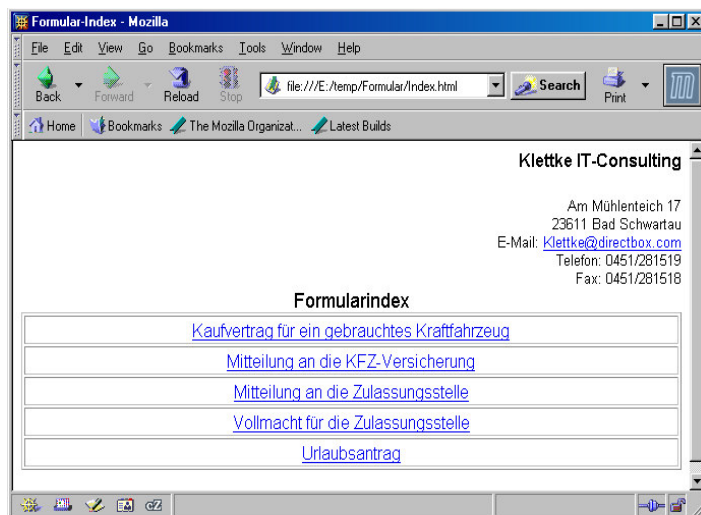 Formular-Index - Mozilla
File Edit View Go Bookmarks Tools Window Help
Back Forward Reload Stop file:///E:/temp/Formular/Index.html Search Print
Home Bookmarks The Mozilla Organizat... Latest Builds
Klettke IT-Consulting
Am Mühlenteich 17
23611 Bad Schwartau
E-Mail: Klettke@directbox.com
Telefon: 0451/281519
Fax: 0451/281518
Formularindex
Kaufvertrag für ein gebrauchtes Kraftfahrzeug
Mitteilung an die KFZ-Versicherung
Mitteilung an die Zulassungsstelle
Vollmacht für die Zulassungsstelle
Urlaubsantrag